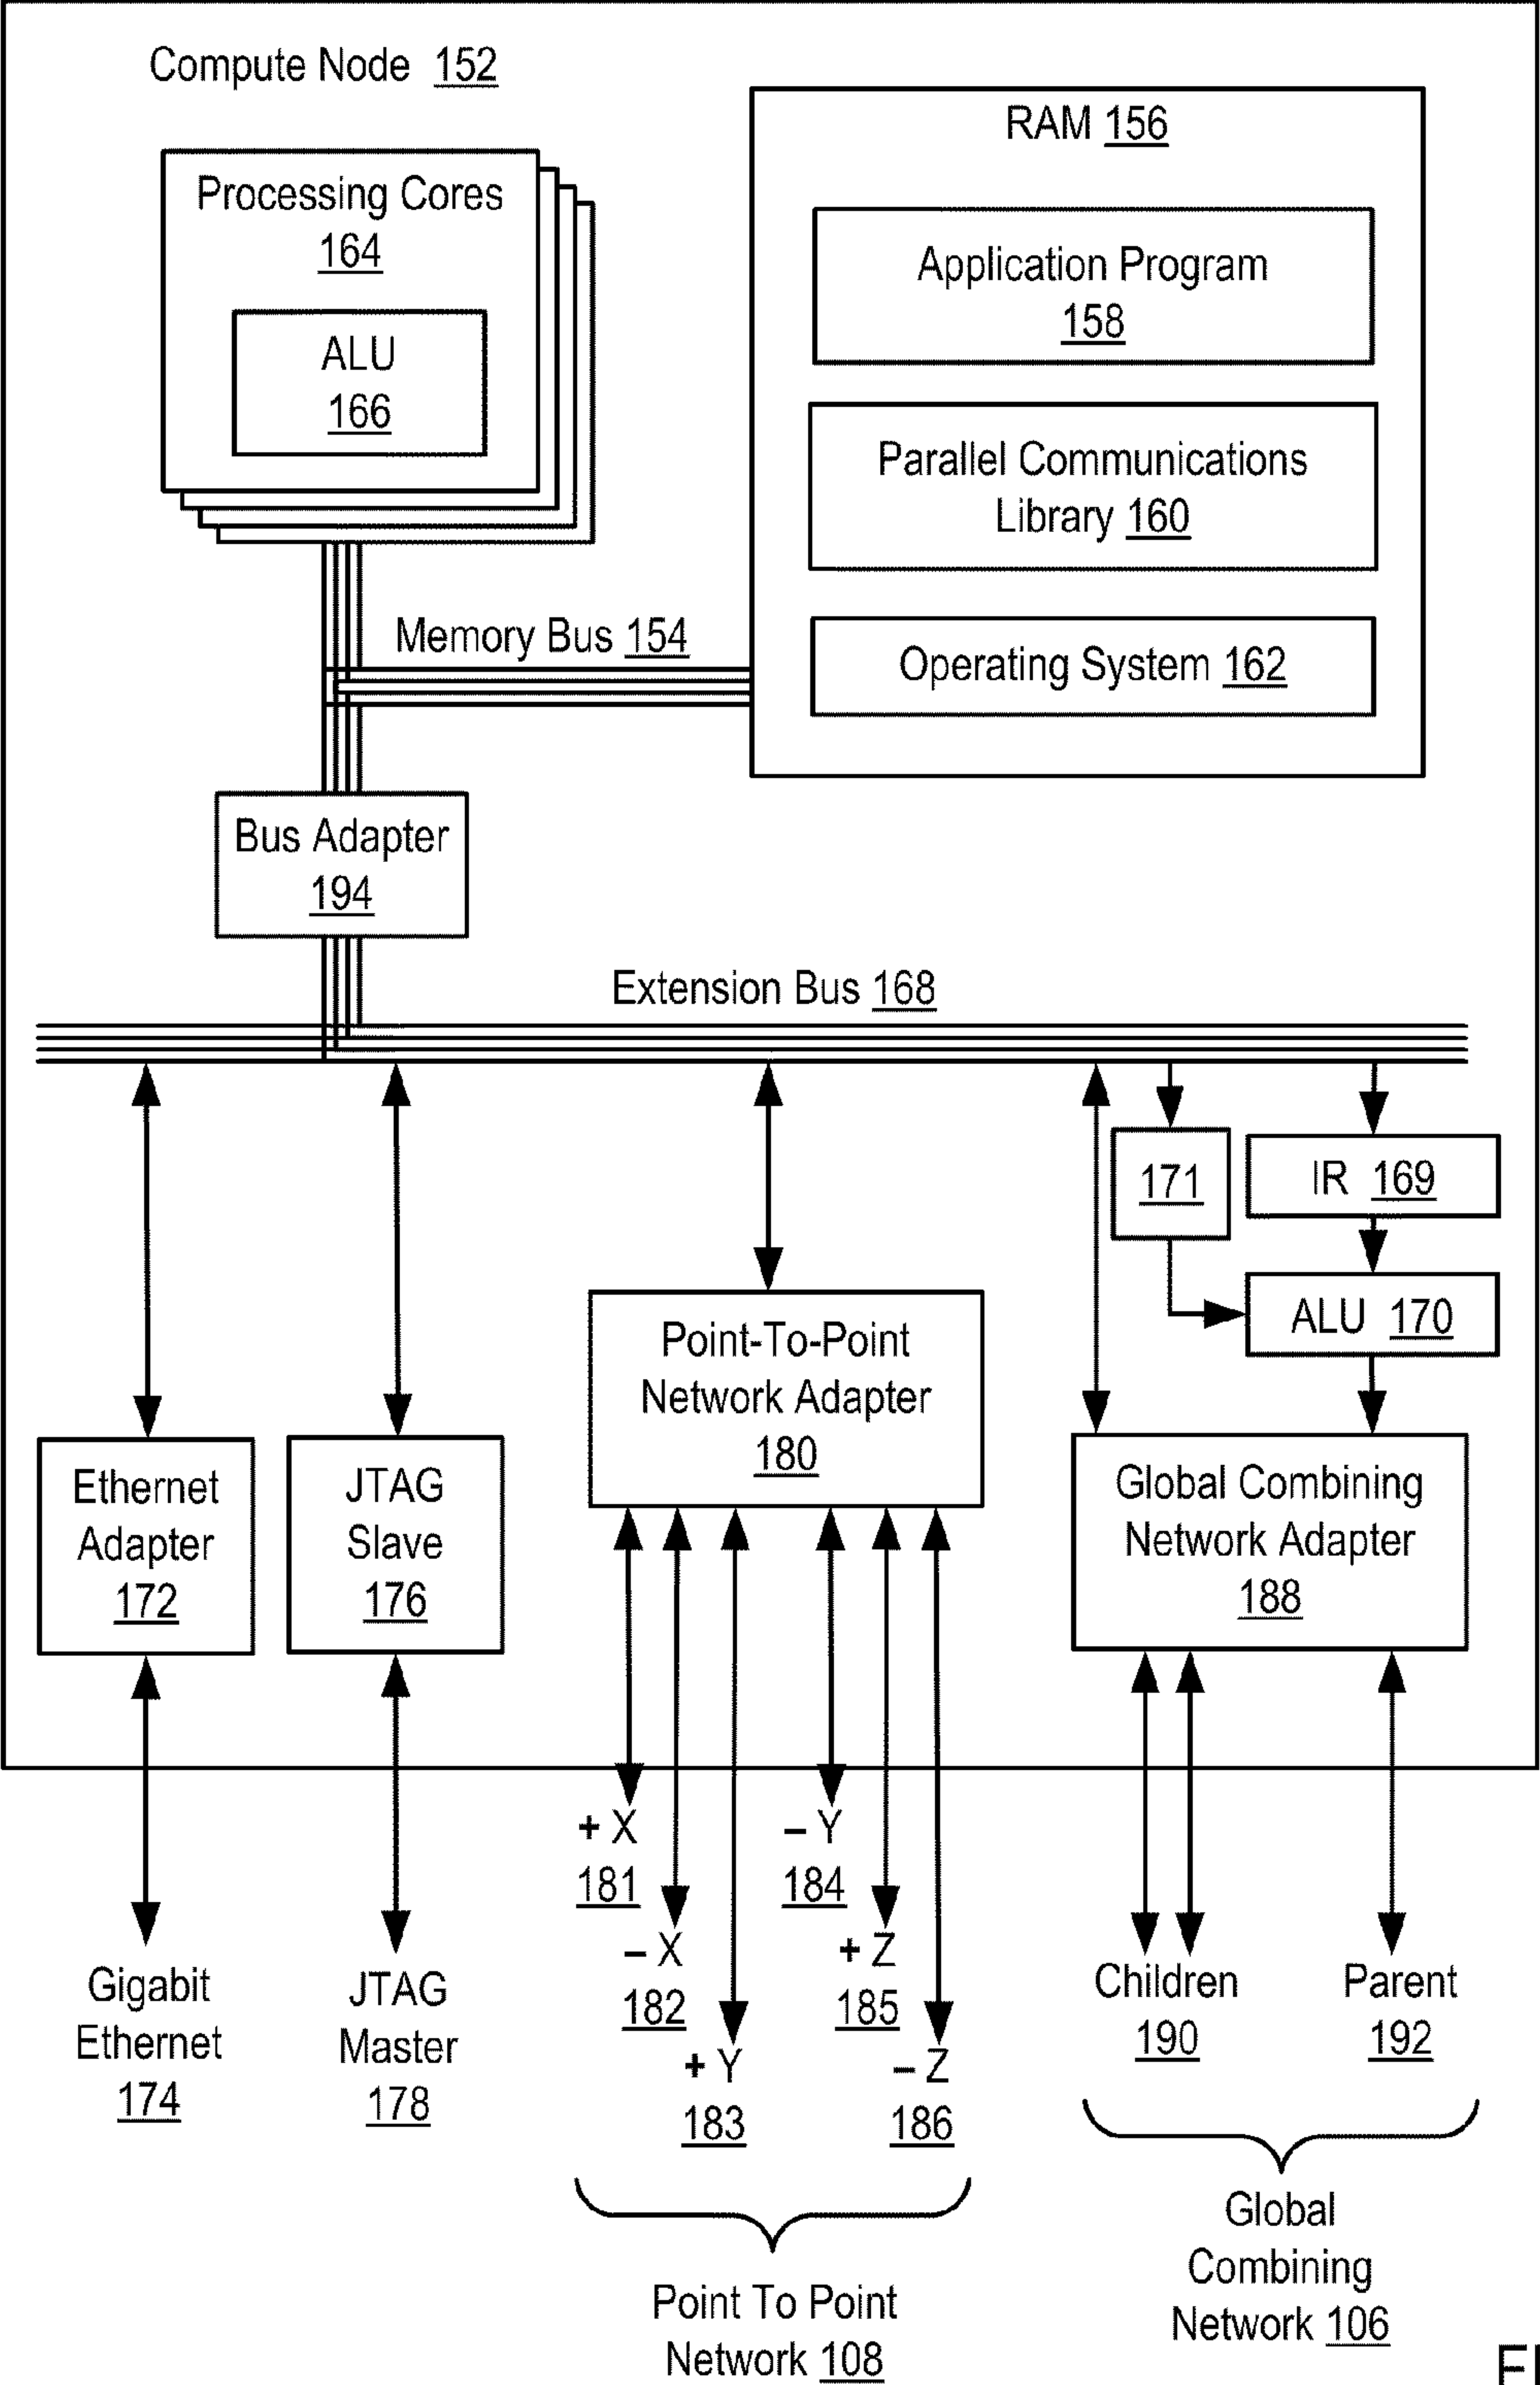 Compute Node 152
Processing Cores
164
ALU
166
RAM 156
Application Program
158
Parallel Communications
Library 160
Operating System 162
Memory Bus 154
Bus Adapter
194
Extension Bus 168
171
IR 169
ALU 170
Point-To-Point
Network Adapter
180
Ethernet
Adapter
172
JTAG
Slave
176
Global Combining
Network Adapter
188
+ X
181
– X
182
+ Y
183
– Y
184
+ Z
185
– Z
186
Gigabit
Ethernet
174
JTAG
Master
178
Children
190
Parent
192
Point To Point
Network 108
Global
Combining
Network 106